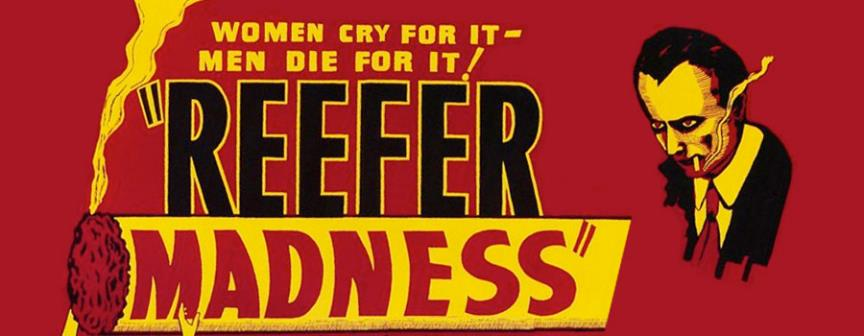 WOMEN CRY FOR IT-
MEN DIE FOR IT!
"REEFER
MADNESS"